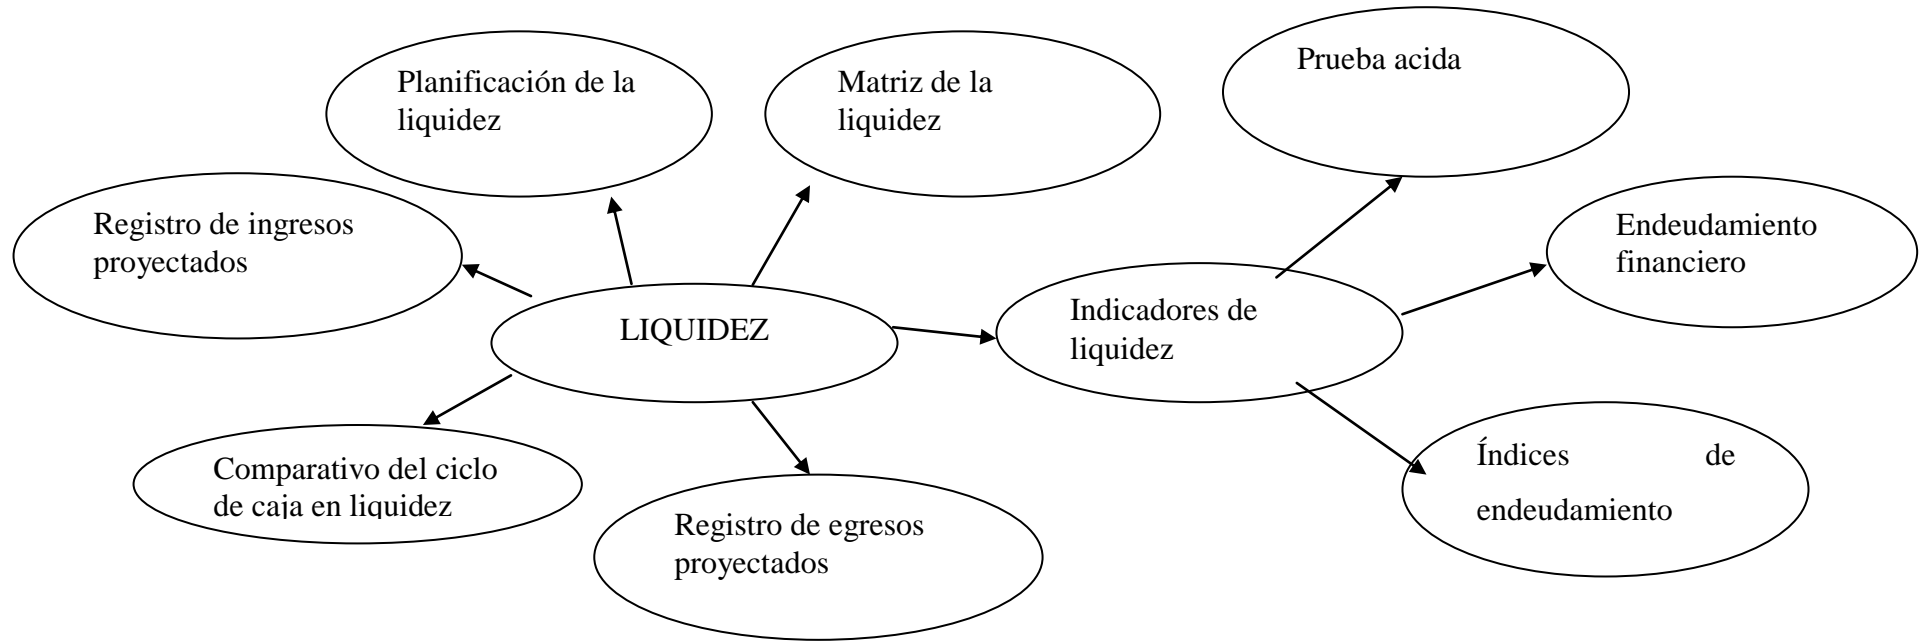 Prueba acida
Planificación de la
liquidez
Matriz de la
liquidez
Registro de ingresos
proyectados
Endeudamiento
financiero
LIQUIDEZ
Indicadores de
liquidez
Comparativo del ciclo
de caja en liquidez
Registro de egresos
proyectados
Índices de
endeudamiento